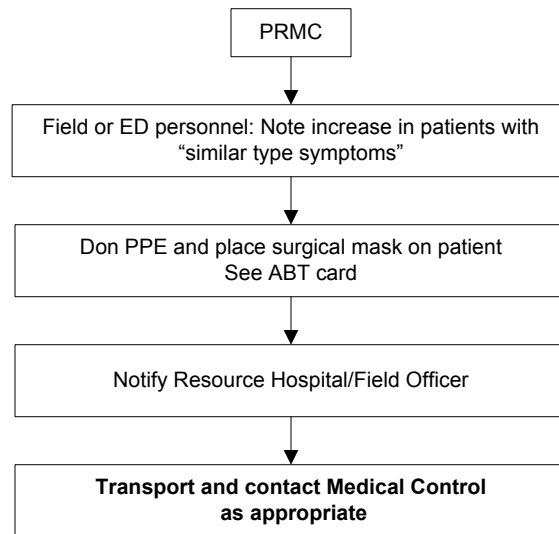 PRMC
Field or ED personnel: Note increase in patients with
“similar type symptoms”
Don PPE and place surgical mask on patient
See ABT card
Notify Resource Hospital/Field Officer
Transport and contact Medical Control
as appropriate